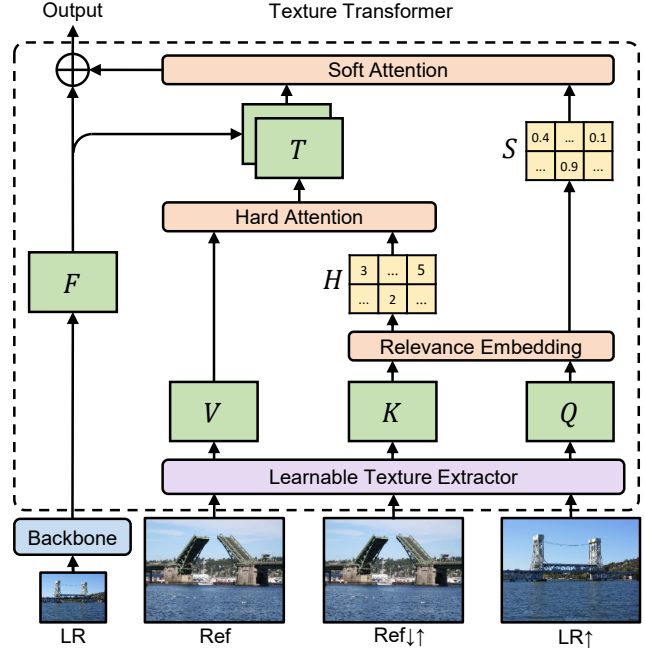 Output
Texture Transformer
Soft Attention
T
S
0.4 ... 0.1
... 0.9 ...
Hard Attention
F
H
3 ... 5
... 2 ...
Relevance Embedding
V
K
Q
Learnable Texture Extractor
Backbone
LR
Ref
Ref↓↑
LR↑